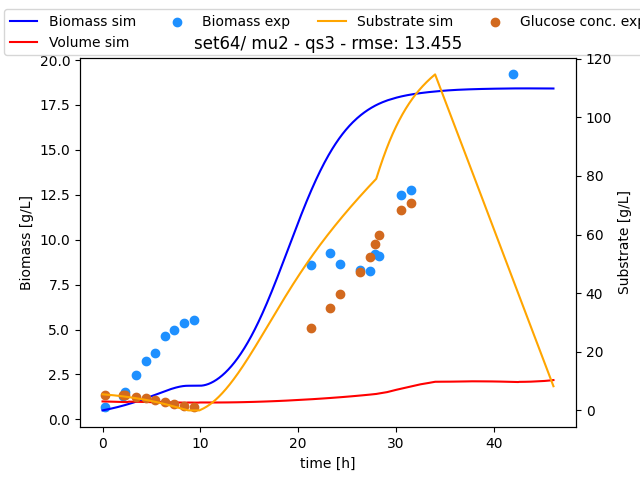 Biomass sim
Biomass exp
Substrate sim
Glucose conc. exp
Volume sim
set64/ mu2 - qs3 - rmse: 13.455
20.0
17.5
15.0
12.5
10.0
7.5
5.0
2.5
0.0
Biomass [g/L]
120
100
80
60
40
20
0
Substrate [g/L]
0
10
20
30
40
time [h]